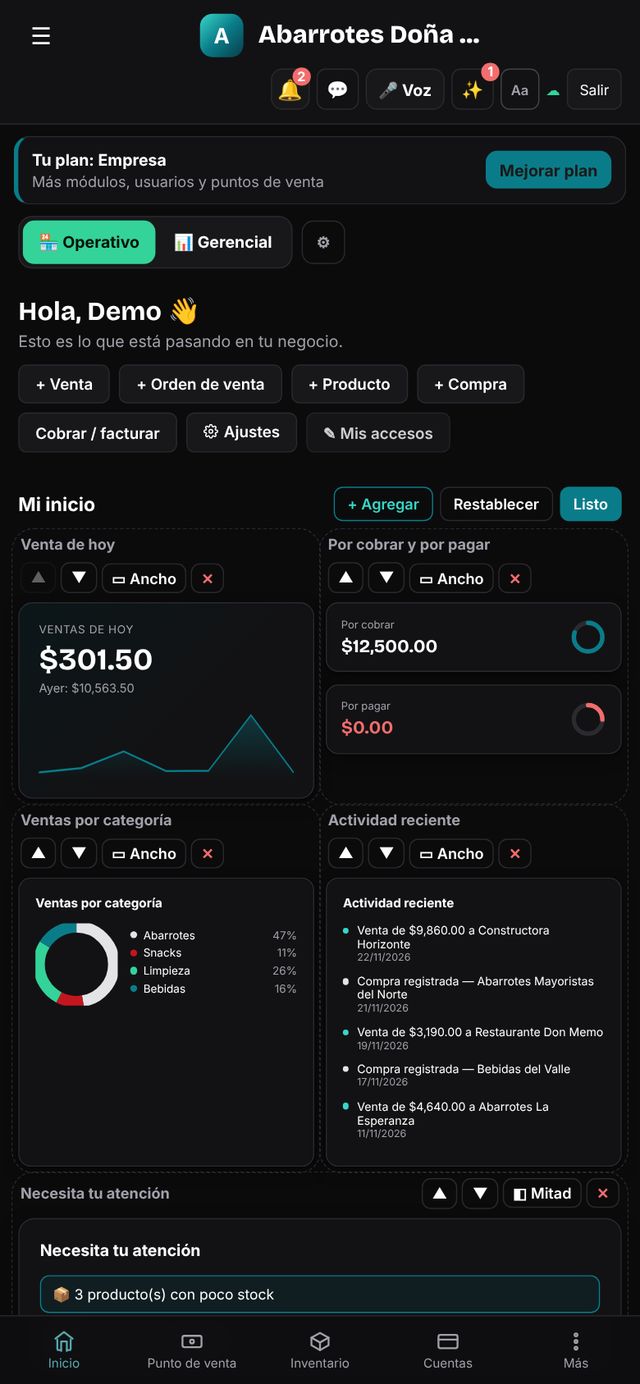 ☰ A Abarrotes Doña ...
🔔 2 💬 🎤 Voz ✨ 1 Aa ☁ Salir
Tu plan: Empresa
Más módulos, usuarios y puntos de venta
Mejorar plan
🏪 Operativo 📊 Gerencial ⚙
Hola, Demo 👋
Esto es lo que está pasando en tu negocio.
+ Venta + Orden de venta + Producto + Compra
Cobrar / facturar ⚙ Ajustes ✎ Mis accesos
Mi inicio + Agregar Restablecer Listo
Venta de hoy
▲ ▼ ▭ Ancho ✕
VENTAS DE HOY
$301.50
Ayer: $10,563.50
Por cobrar y por pagar
▲ ▼ ▭ Ancho ✕
Por cobrar
$12,500.00
Por pagar
$0.00
Ventas por categoría
▲ ▼ ▭ Ancho ✕
Ventas por categoría
Abarrotes 47%
Snacks 11%
Limpieza 26%
Bebidas 16%
Actividad reciente
▲ ▼ ▭ Ancho ✕
Actividad reciente
Venta de $9,860.00 a Constructora
Horizonte
22/11/2026
Compra registrada — Abarrotes Mayoristas
del Norte
21/11/2026
Venta de $3,190.00 a Restaurante Don Memo
19/11/2026
Compra registrada — Bebidas del Valle
17/11/2026
Venta de $4,640.00 a Abarrotes La
Esperanza
11/11/2026
Necesita tu atención ▲ ▼ ◧ Mitad ✕
Necesita tu atención
📦 3 producto(s) con poco stock
Inicio Punto de venta Inventario Cuentas Más